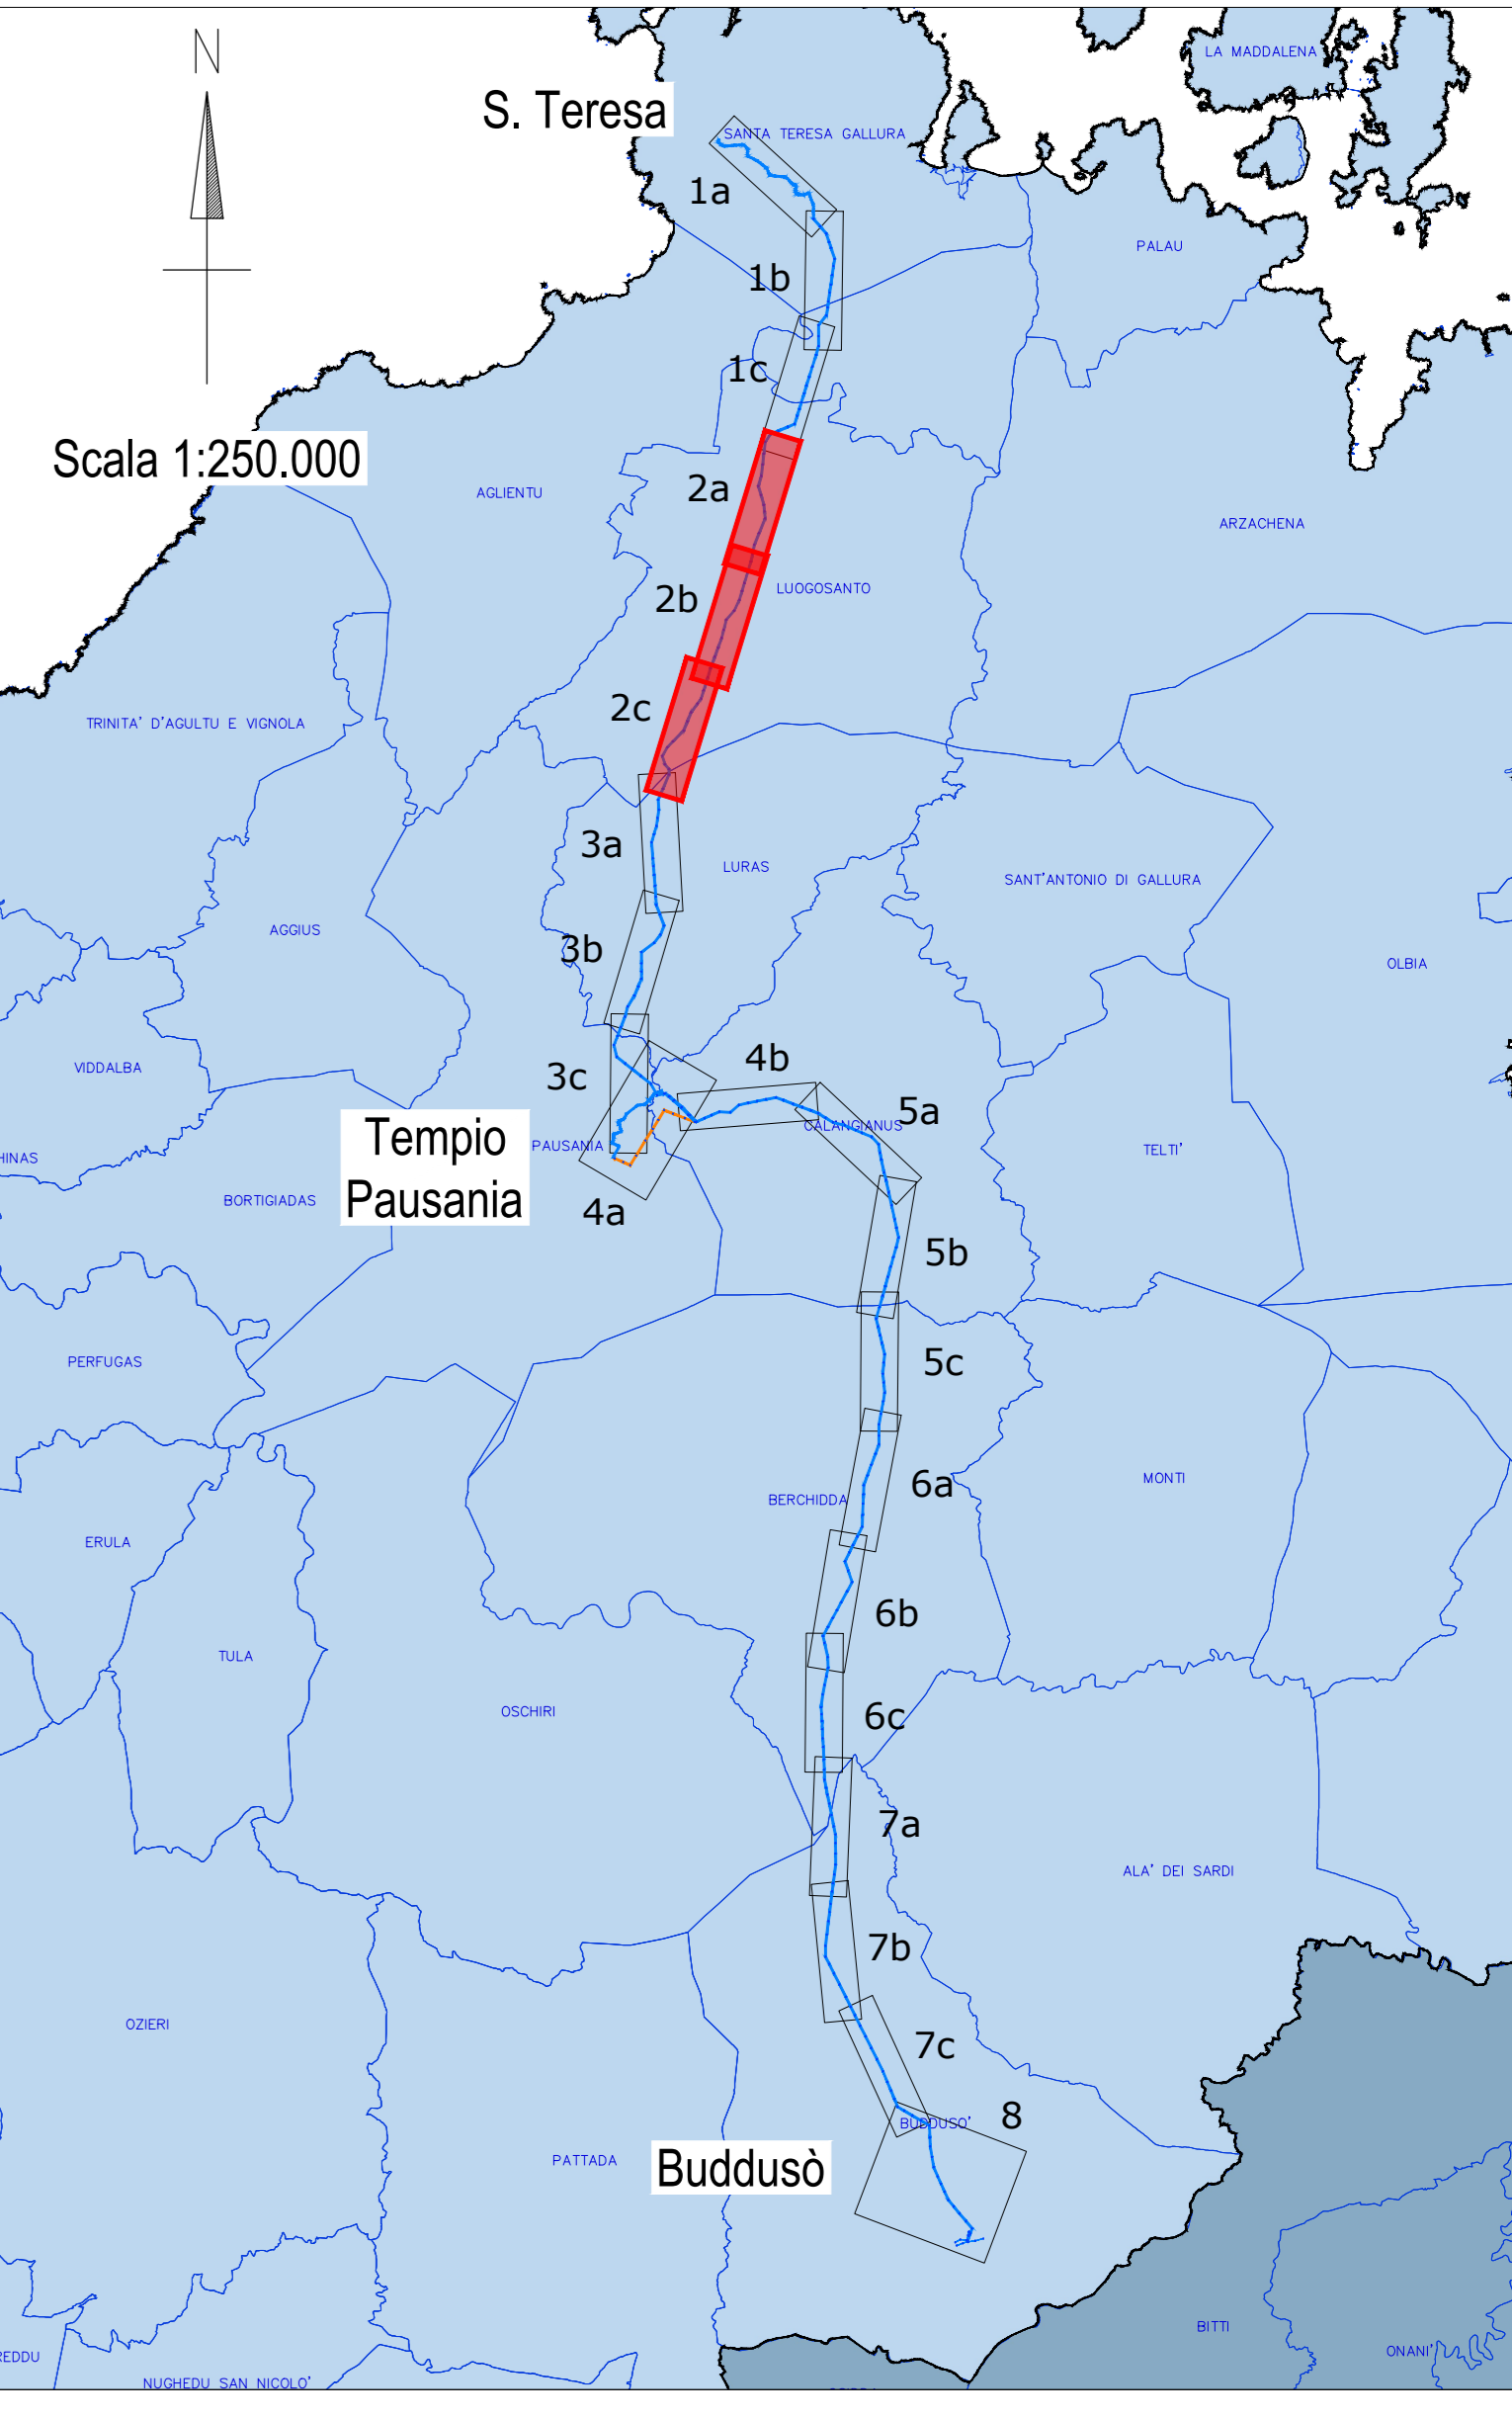 N
LA MADDALENA
S. Teresa
SANTA TERESA GALLURA
1a
PALAU
1b
1c
Scala 1:250.000
2a
AGLIENTU
ARZACHENA
2b
LUOGOSANTO
2c
TRINITA' D'AGULTU E VIGNOLA
3a
LURAS
SANT'ANTONIO DI GALLURA
AGGIUS
3b
OLBIA
4b
VIDDALBA
3c
5a
CALANGIANUS
Tempio
Pausania
PAUSANIA
TELTI'
HINAS
BORTIGIADAS
4a
5b
PERFUGAS
5c
MONTI
6a
BERCHIDDA
ERULA
6b
TULA
OSCHIRI
6c
7a
ALA' DEI SARDI
7b
OZIERI
7c
8
BUDDUSO'
PATTADA
Buddusò
BITTI
ONANI'
REDDU
NUGHEDU SAN NICOLO'